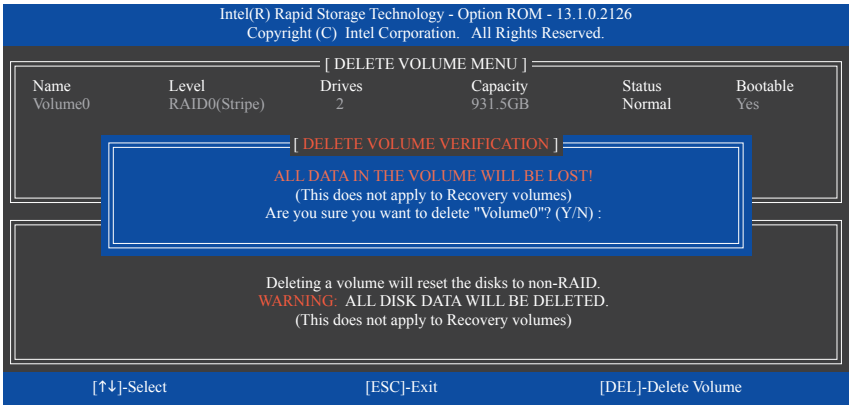 Intel(R) Rapid Storage Technology - Option ROM - 13.1.0.2126
Copyright (C) Intel Corporation. All Rights Reserved.
[ DELETE VOLUME MENU ]
Name Level Drives Capacity Status Bootable
Volume0 RAID0(Stripe) 2 931.5GB Normal Yes
[ DELETE VOLUME VERIFICATION ]
ALL DATA IN THE VOLUME WILL BE LOST!
(This does not apply to Recovery volumes)
Are you sure you want to delete "Volume0"? (Y/N) :
Deleting a volume will reset the disks to non-RAID.
WARNING: ALL DISK DATA WILL BE DELETED.
(This does not apply to Recovery volumes)
[↑↓]-Select [ESC]-Exit [DEL]-Delete Volume